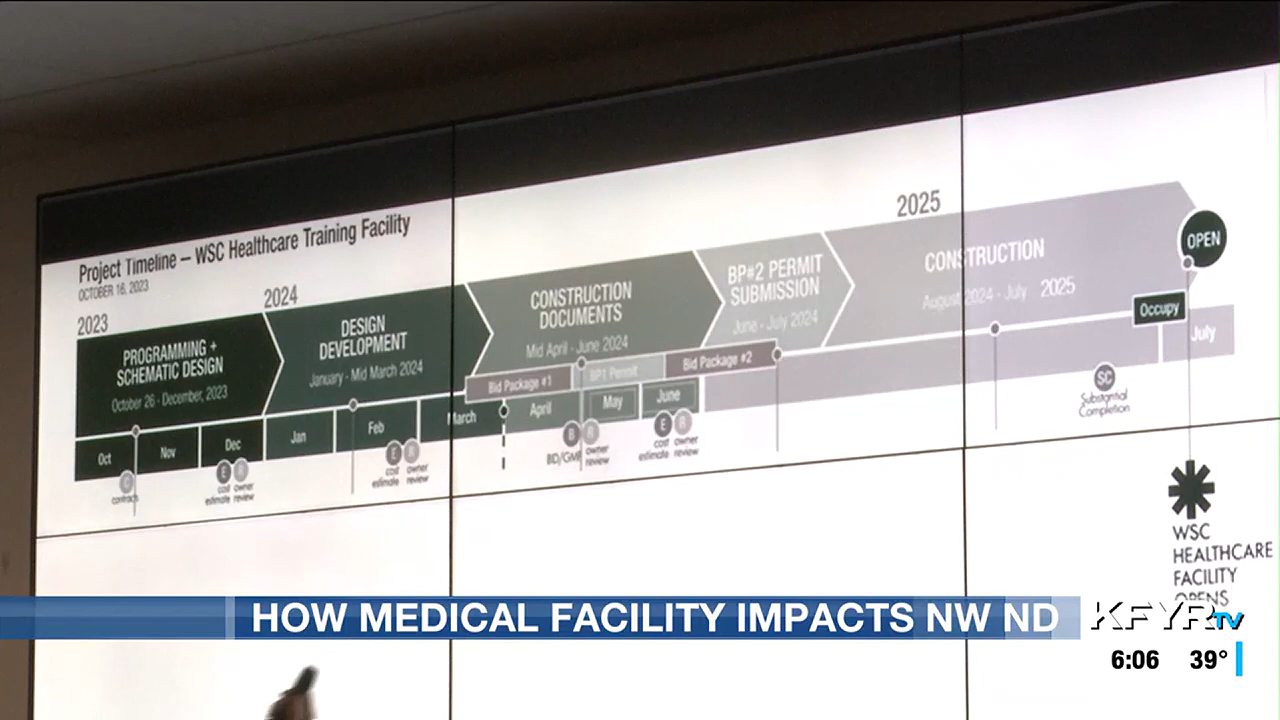 Project Timeline – WSC Healthcare Training Facility
OCTOBER 16, 2023
2023
2024
2025
PROGRAMMING +
SCHEMATIC DESIGN
October 26 - December, 2023
DESIGN
DEVELOPMENT
January - Mid March 2024
CONSTRUCTION
DOCUMENTS
Mid April - June 2024
BP#2 PERMIT
SUBMISSION
June - July 2024
CONSTRUCTION
August 2024 - July 2025
OPEN
Occupy
Bid Package #1
BP1 Permit
Bid Package #2
Oct
Nov
Dec
Jan
Feb
March
April
May
June
July
C
contracts
E
R
cost
estimate
owner
review
E
R
cost
estimate
owner
review
B
R
BID/GMP
owner
review
E
R
cost
estimate
owner
review
SC
Substantial
Completion
WSC
HEALTHCARE
FACILITY
OPENS
HOW MEDICAL FACILITY IMPACTS NW ND
KFYR TV
6:06 39°